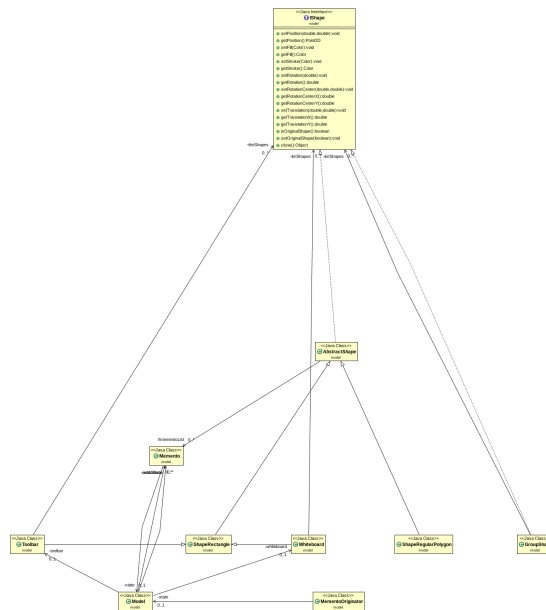 <<Java Interface>>
IShape
model
setPosition(double,double):void
getPosition():Point2D
setFill(Color):void
getFill():Color
setStroke(Color):void
getStroke():Color
setRotation(double):void
getRotation():double
setRotationCenter(double,double):void
getRotationCenterX():double
getRotationCenterY():double
setTranslation(double,double):void
getTranslationX():double
getTranslationY():double
isOriginalShape():boolean
setOriginalShape(boolean):void
clone():Object
-listShapes
0..*
-listShapes
0..*
-listShapes
0..*
<<Java Class>>
AbstractShape
model
0..*
<<Java Class>>
Memento
model
<<Java Class>>
Toolbar
model
<<Java Class>>
ShapeRectangle
model
-whiteboard
0..1
<<Java Class>>
Whiteboard
model
<<Java Class>>
ShapeRegularPolygon
model
<<Java Class>>
GroupSha
model
-toolbar
0..1
-state
0..1
<<Java Class>>
Model
model
-state
0..1
<<Java Class>>
MementoOriginator
model